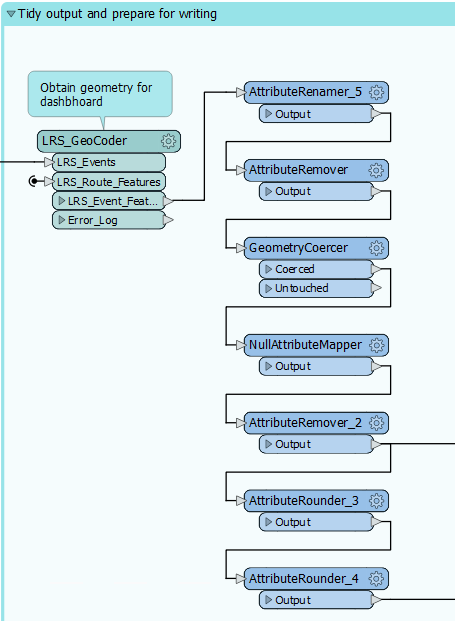 Tidy output and prepare for writing
Obtain geometry for
dashbhoard
LRS_GeoCoder
LRS_Events
LRS_Route_Features
LRS_Event_Feat...
Error_Log
AttributeRenamer_5
Output
AttributeRemover
Output
GeometryCoercer
Coerced
Untouched
NullAttributeMapper
Output
AttributeRemover_2
Output
AttributeRounder_3
Output
AttributeRounder_4
Output